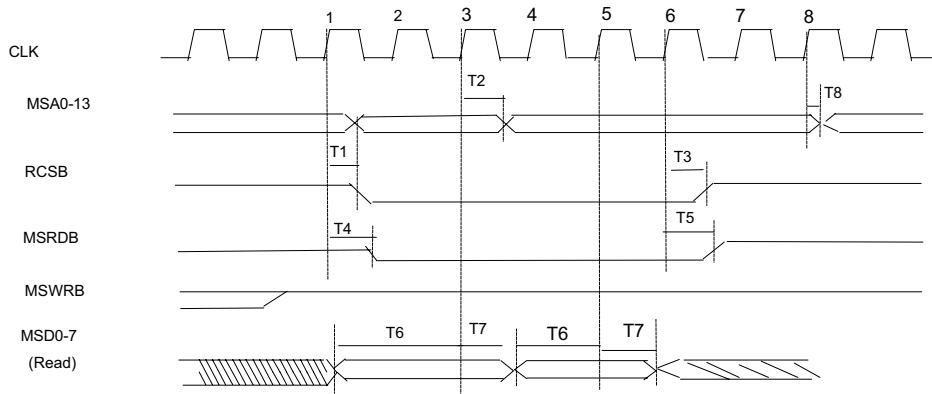 1 2 3 4 5 6 7 8
CLK
T2 T8
MSA0-13
T1 T3
RCSB
T4 T5
MSRDB
MSWRB
MSD0-7
(Read)
T6 T7 T6 T7